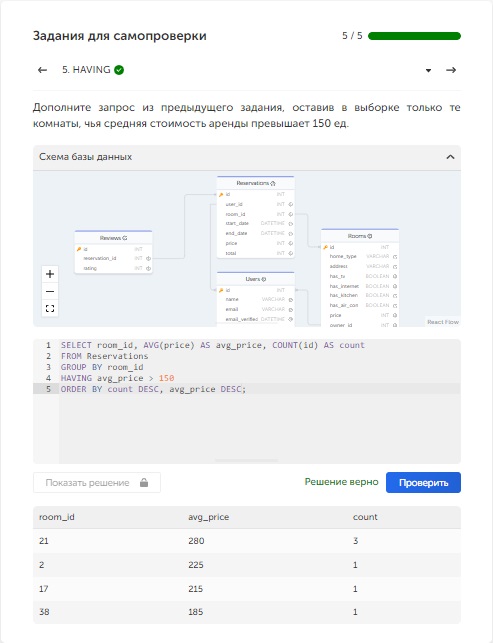 Задания для самопроверки
5 / 5
5. HAVING
Дополните запрос из предыдущего задания, оставив в выборке только те
комнаты, чья средняя стоимость аренды превышает 150 ед.
Схема базы данных
Reservations
id INT
user_id INT
room_id INT
start_date DATETIME
end_date DATETIME
price INT
total INT
Reviews
id INT
reservation_id INT
rating INT
Rooms
id INT
home_type VARCHAR
address VARCHAR
has_tv BOOLEAN
has_internet BOOLEAN
has_kitchen BOOLEAN
has_air_con BOOLEAN
price INT
owner_id INT
Users
id INT
name VARCHAR
email VARCHAR
email_verified DATETIME
React Flow
1 SELECT room_id, AVG(price) AS avg_price, COUNT(id) AS count
2 FROM Reservations
3 GROUP BY room_id
4 HAVING avg_price > 150
5 ORDER BY count DESC, avg_price DESC;
Показать решение
Решение верно
Проверить
room_id avg_price count
21 280 3
2 225 1
17 215 1
38 185 1